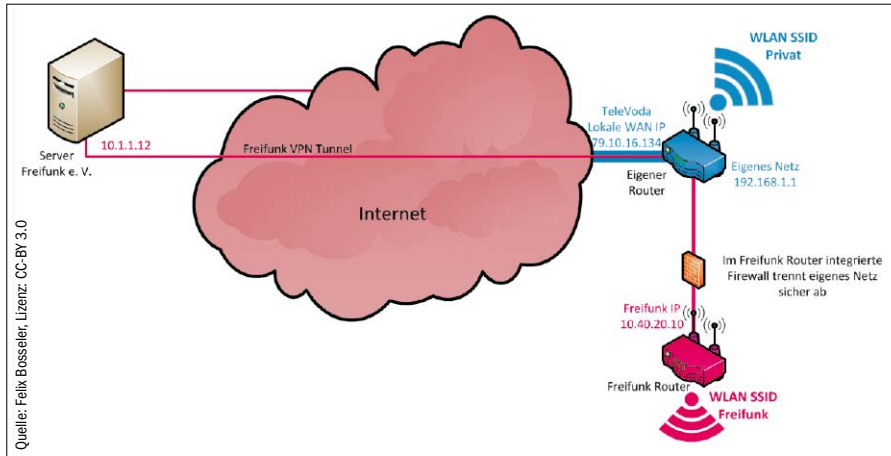 WLAN SSID
Privat
TeleVoda
Lokale WAN IP
79.10.16.134
10.1.1.12
Freifunk VPN Tunnel
Server
Freifunk e. V.
Eigener
Router
Eigenes Netz
192.168.1.1
Internet
Im Freifunk Router integrierte
Firewall trennt eigenes Netz
sicher ab
Freifunk IP
10.40.20.10
Freifunk Router
WLAN SSID
Freifunk
Quelle: Felix Bosseler, Lizenz: CC-BY 3.0